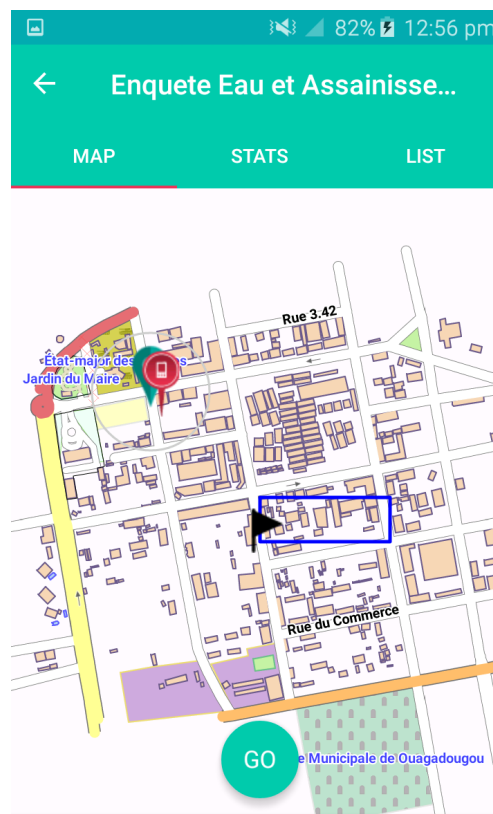 82% 12:56 pm
Enquete Eau et Assainisse...
MAP STATS LIST
Rue 3.42
État-major des
Jardin du Maire
Rue du Commerce
GO
Municipale de Ouagadougou